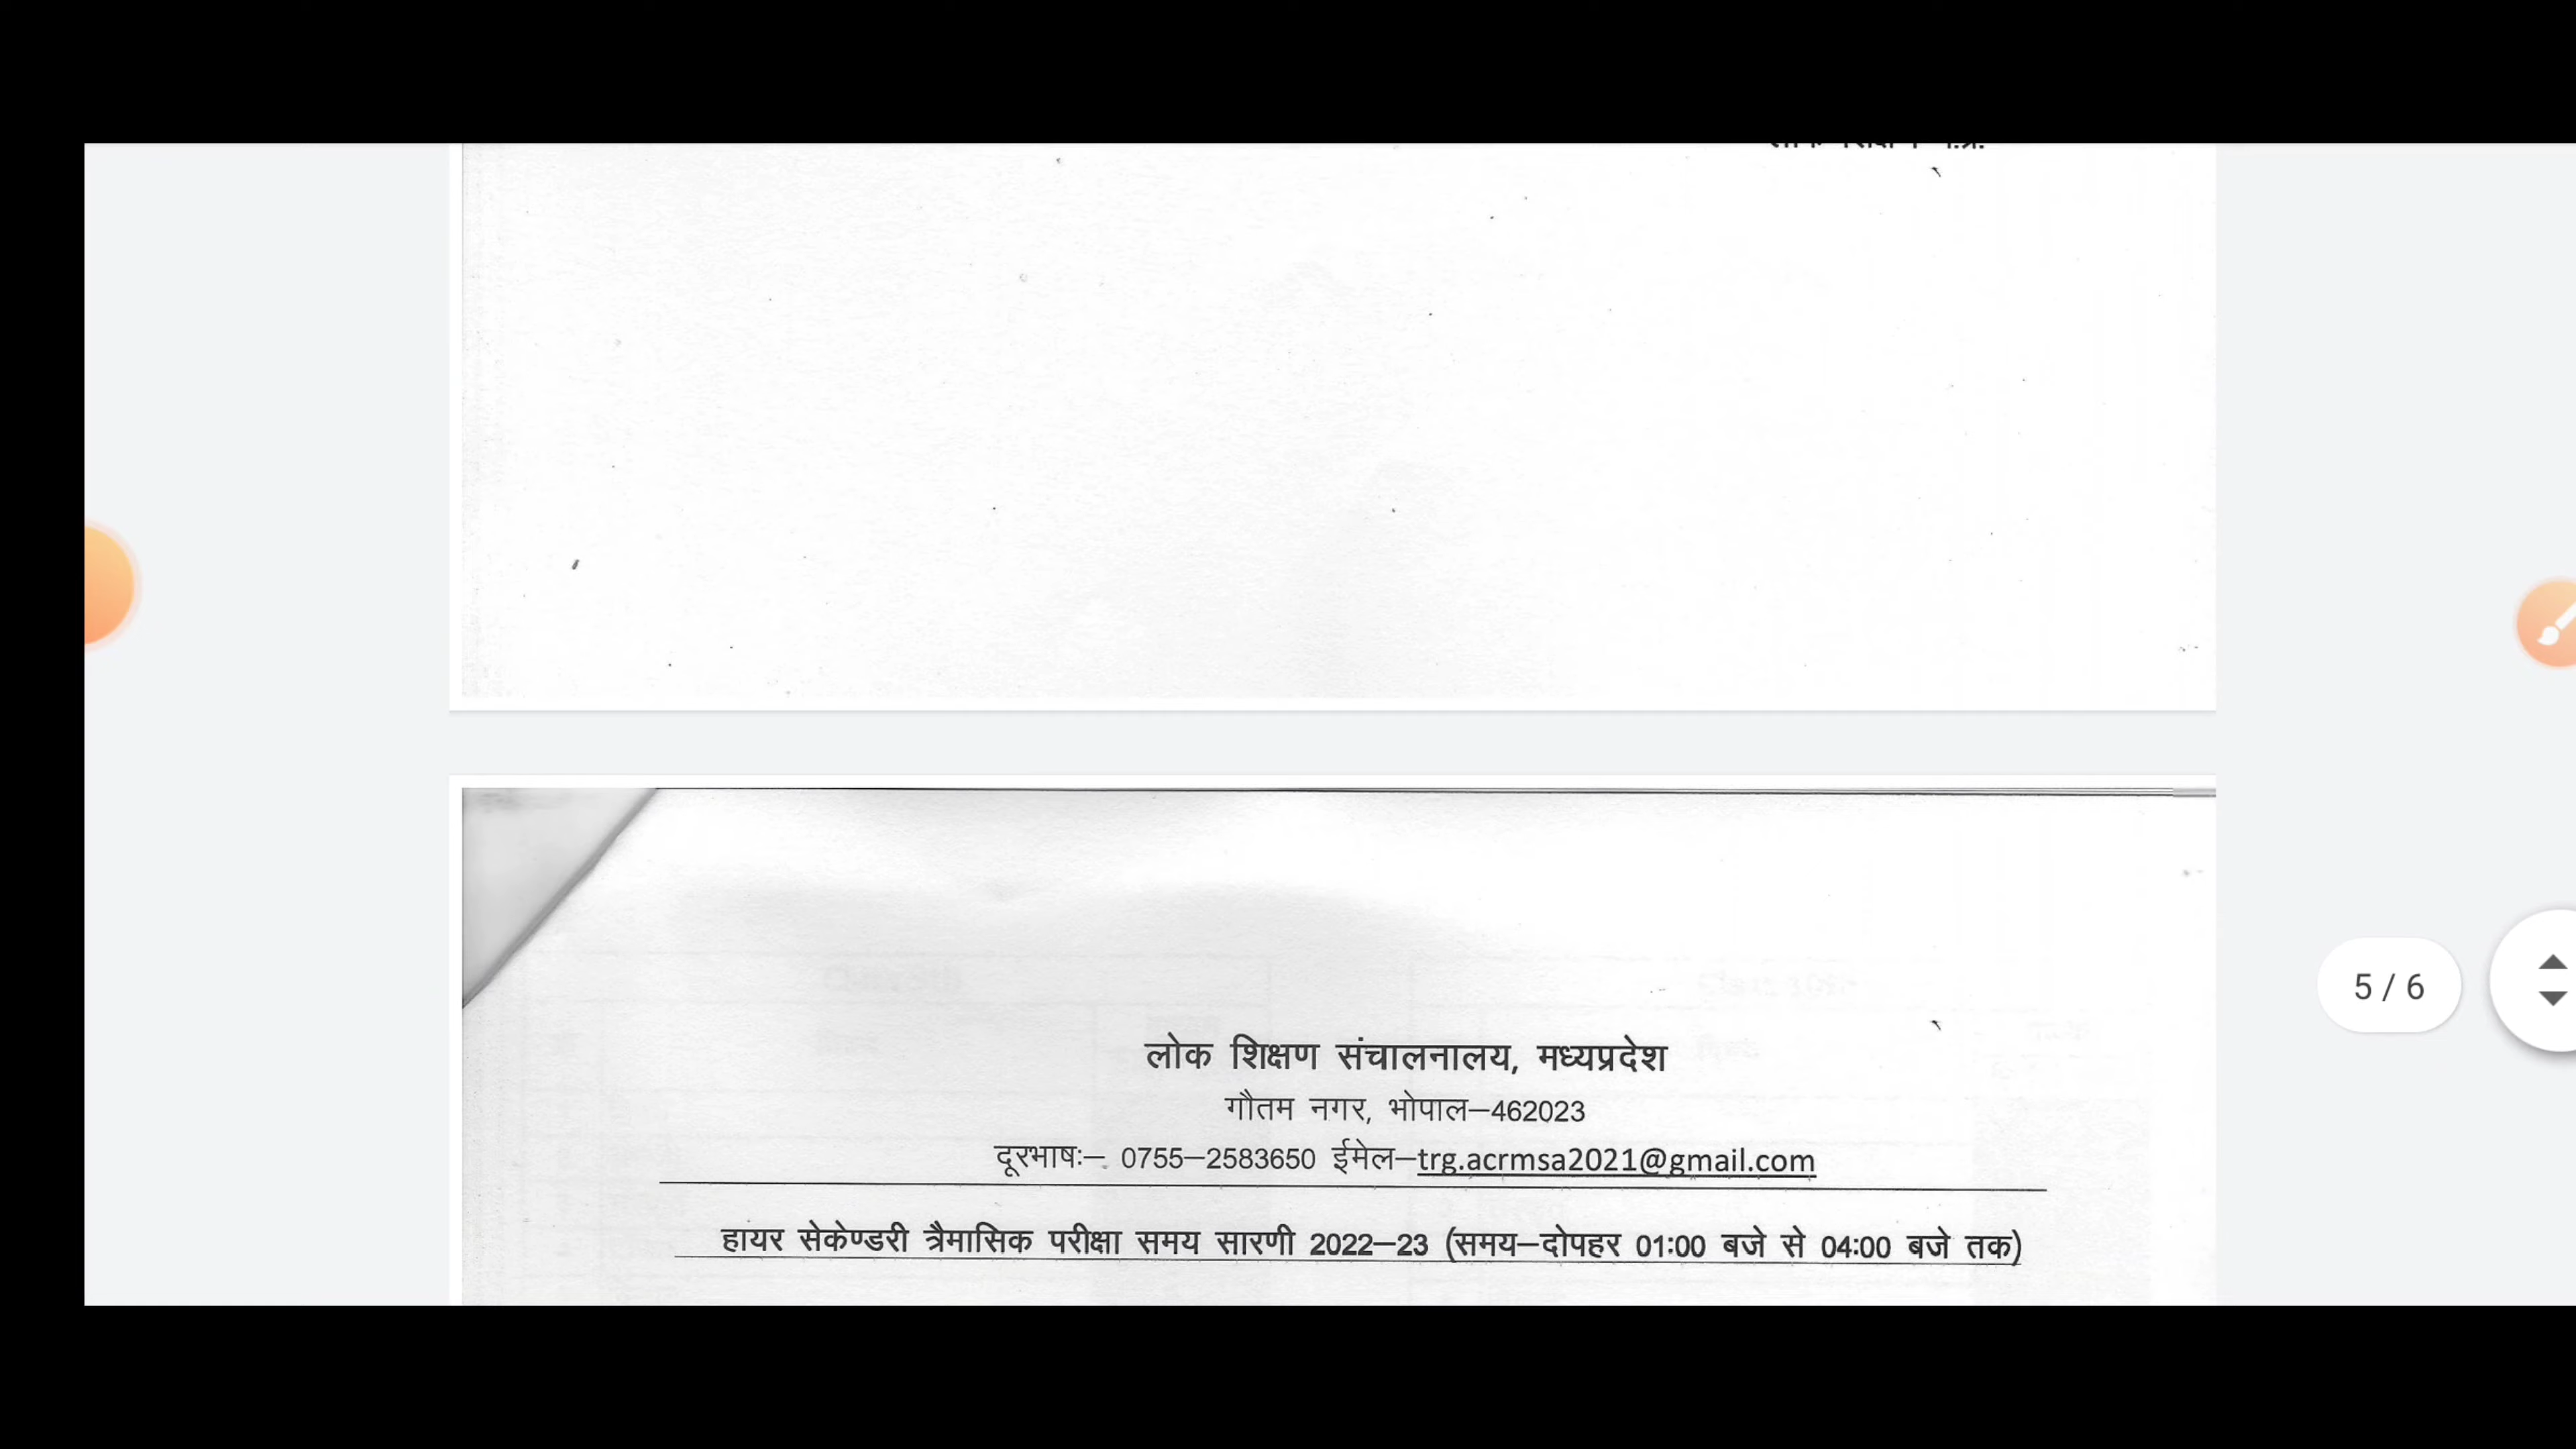 लोक शिक्षण संचालनालय, मध्यप्रदेश
गौतम नगर, भोपाल–462023
दूरभाषः– 0755–2583650 ईमेल–trg.acrmsa2021@gmail.com
हायर सेकेण्डरी त्रैमासिक परीक्षा समय सारणी 2022–23 (समय–दोपहर 01:00 बजे से 04:00 बजे तक)
5 / 6